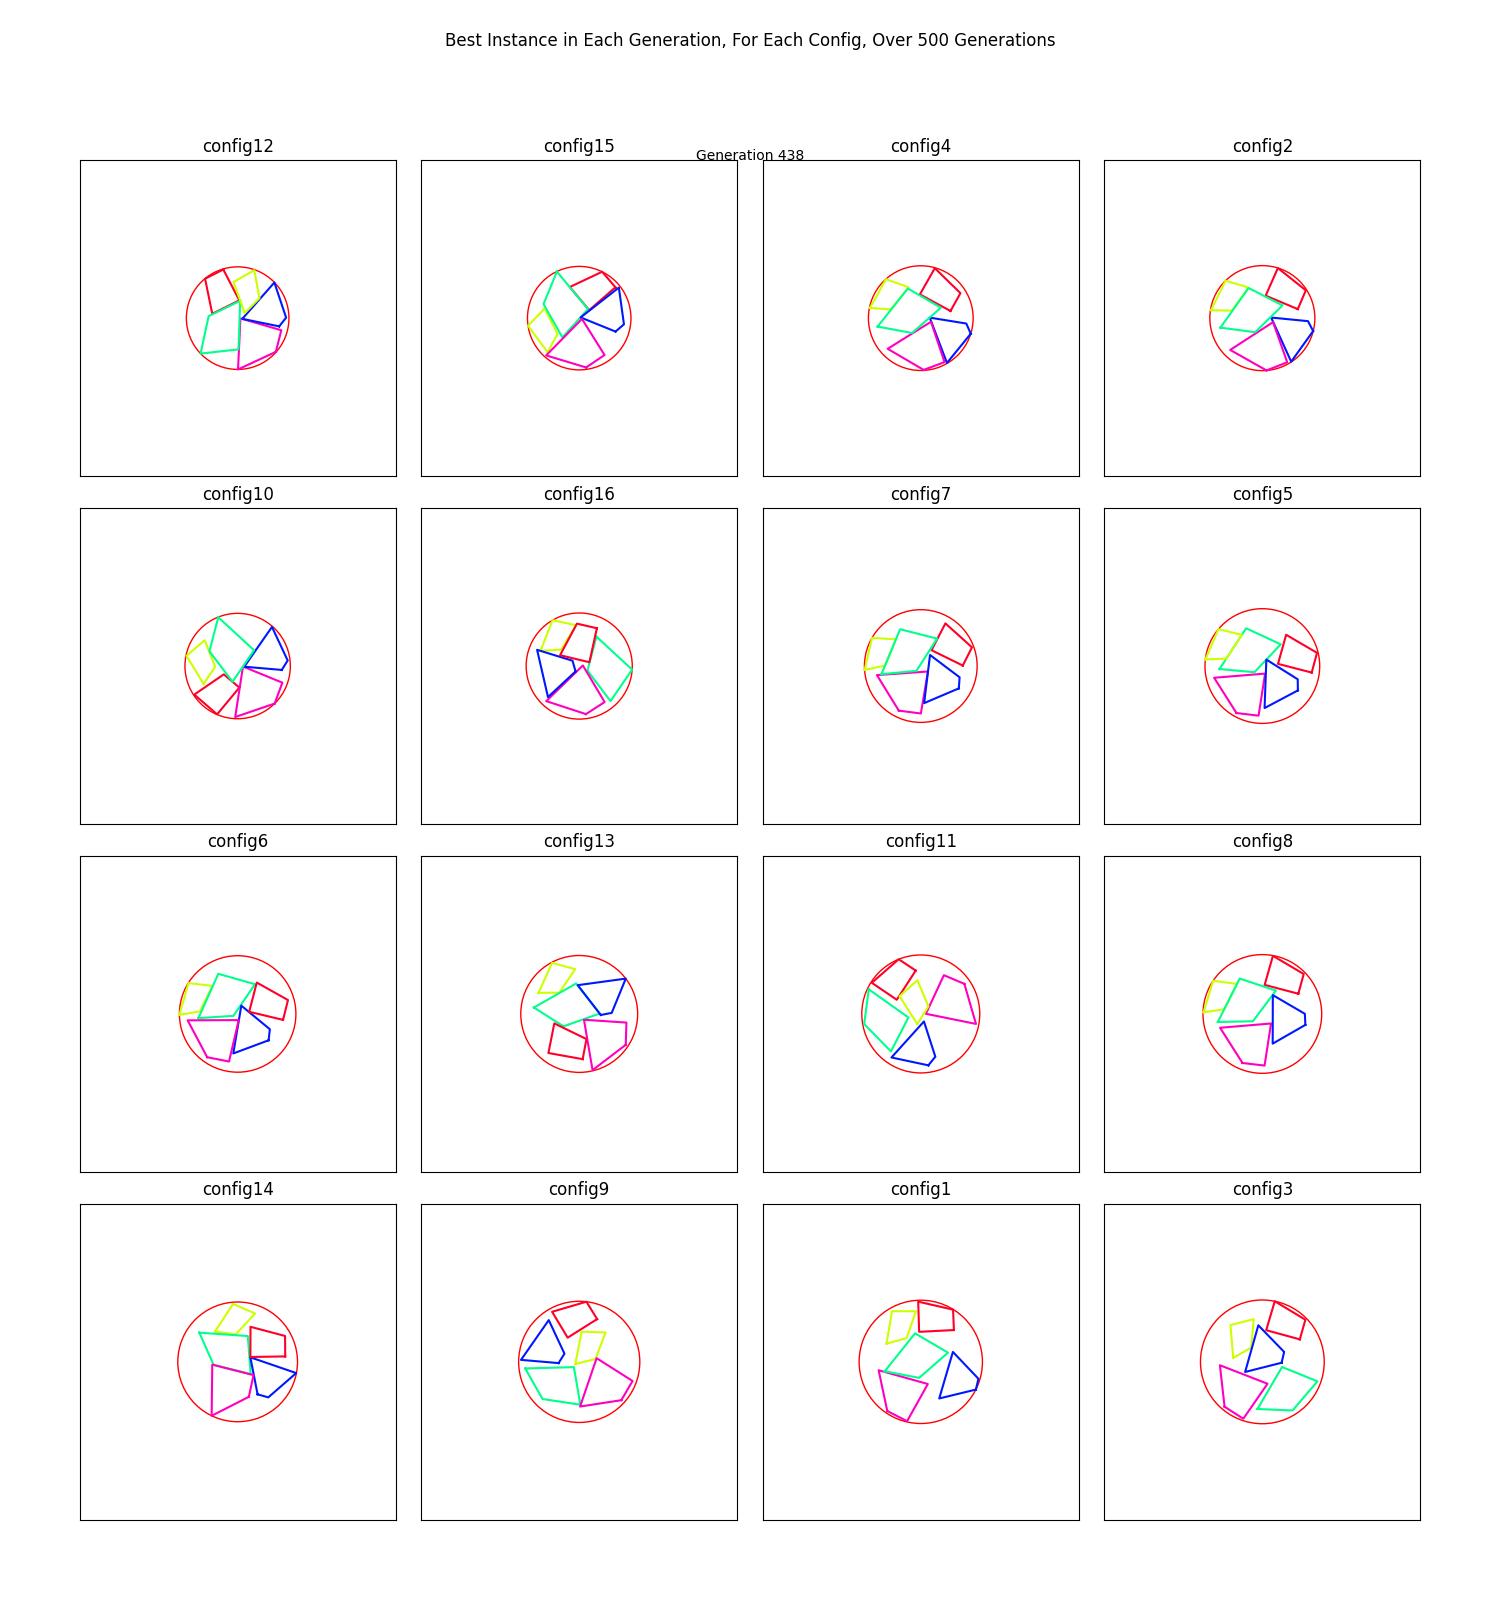 Best Instance in Each Generation, For Each Config, Over 500 Generations
Generation 438
config12
config15
config4
config2
config10
config16
config7
config5
config6
config13
config11
config8
config14
config9
config1
config3